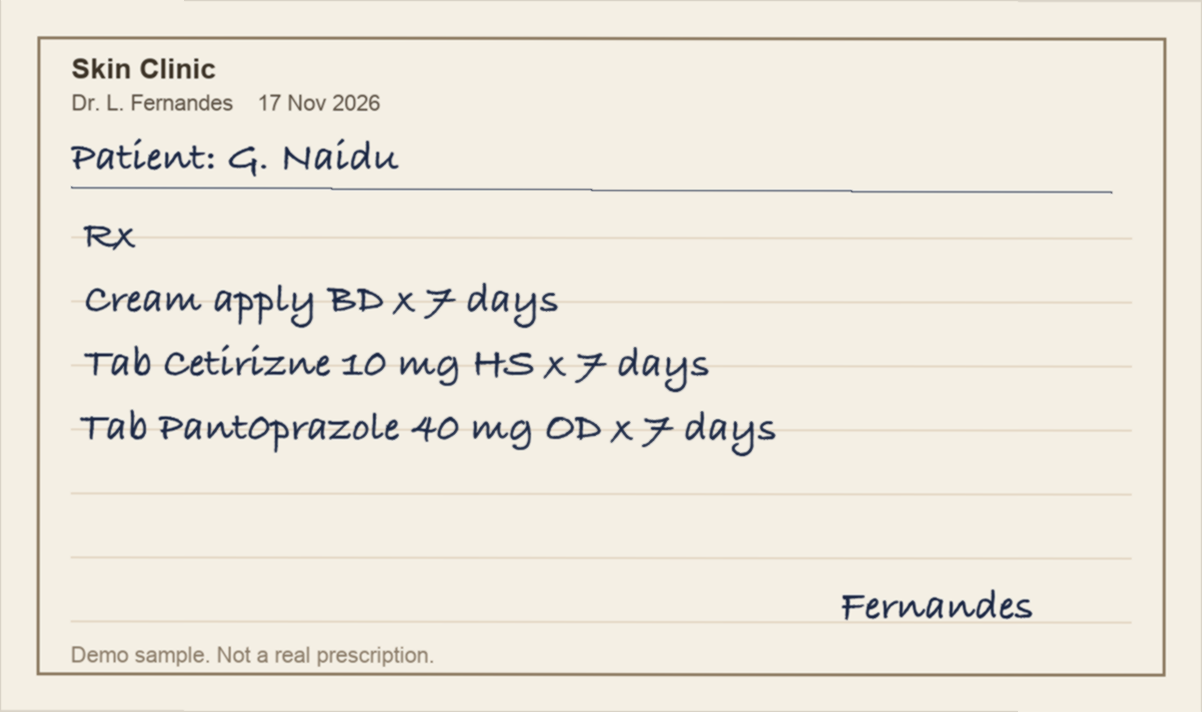 Skin Clinic
Dr. L. Fernandes 17 Nov 2026
Patient: G. Naidu
Rx
Cream apply BD x 7 days
Tab Cetirizne 10 mg HS x 7 days
Tab PantOprazole 40 mg OD x 7 days
Fernandes
Demo sample. Not a real prescription.